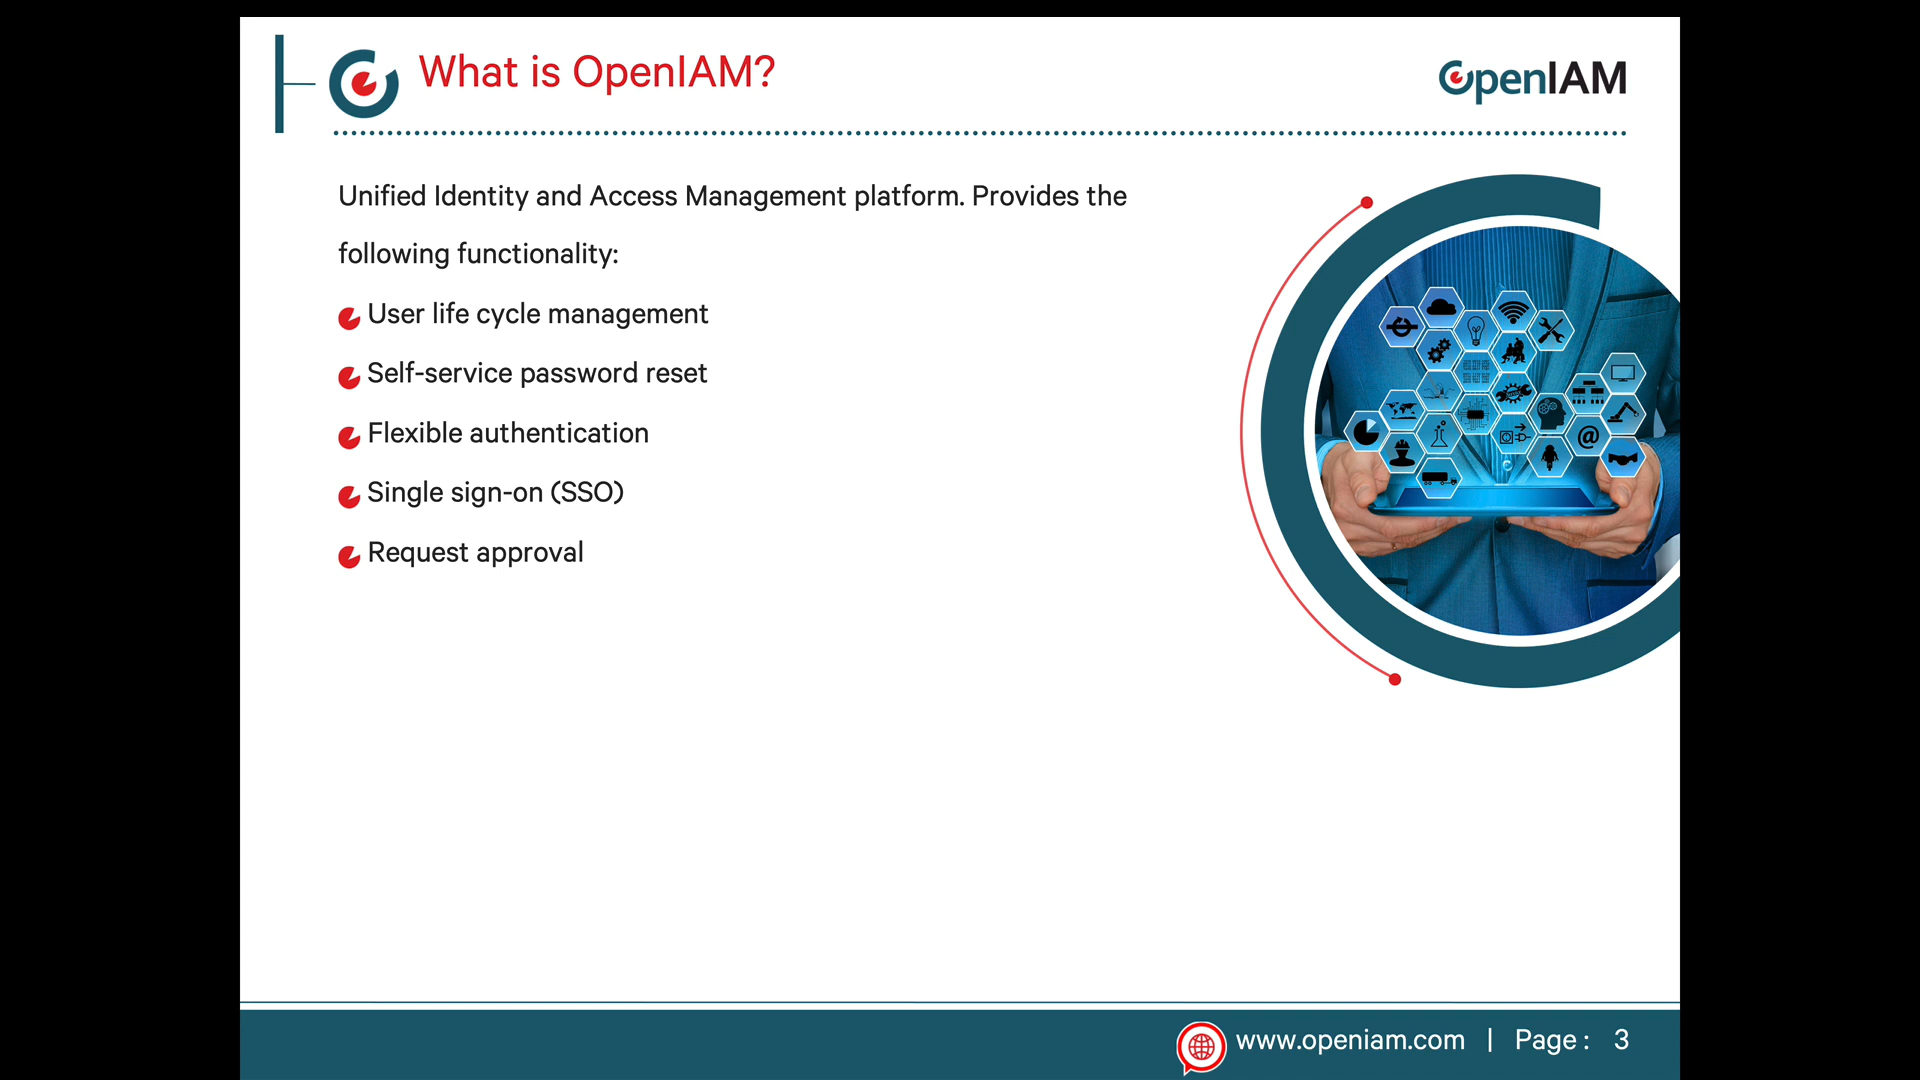 What is OpenIAM?
OpenIAM
Unified Identity and Access Management platform. Provides the
following functionality:
User life cycle management
Self-service password reset
Flexible authentication
Single sign-on (SSO)
Request approval
@
www.openiam.com | Page : 3